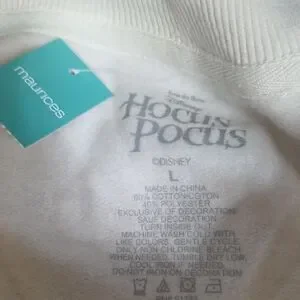 maurices
HOCUS
POCUS
©DISNEY
L
MADE IN CHINA
60% COTTON/COTON
40% POLYESTER
EXCLUSIVE OF DECORATION/
SAUF DECORATION
TURN INSIDE OUT
MACHINE WASH COLD WITH
LIKE COLORS, GENTLE CYCLE,
ONLY NON CHLORINE BLEACH
WHEN NEEDED, TUMBLE DRY LOW,
COOL IRON IF NEEDED.
DO NOT IRON ON DECORATION